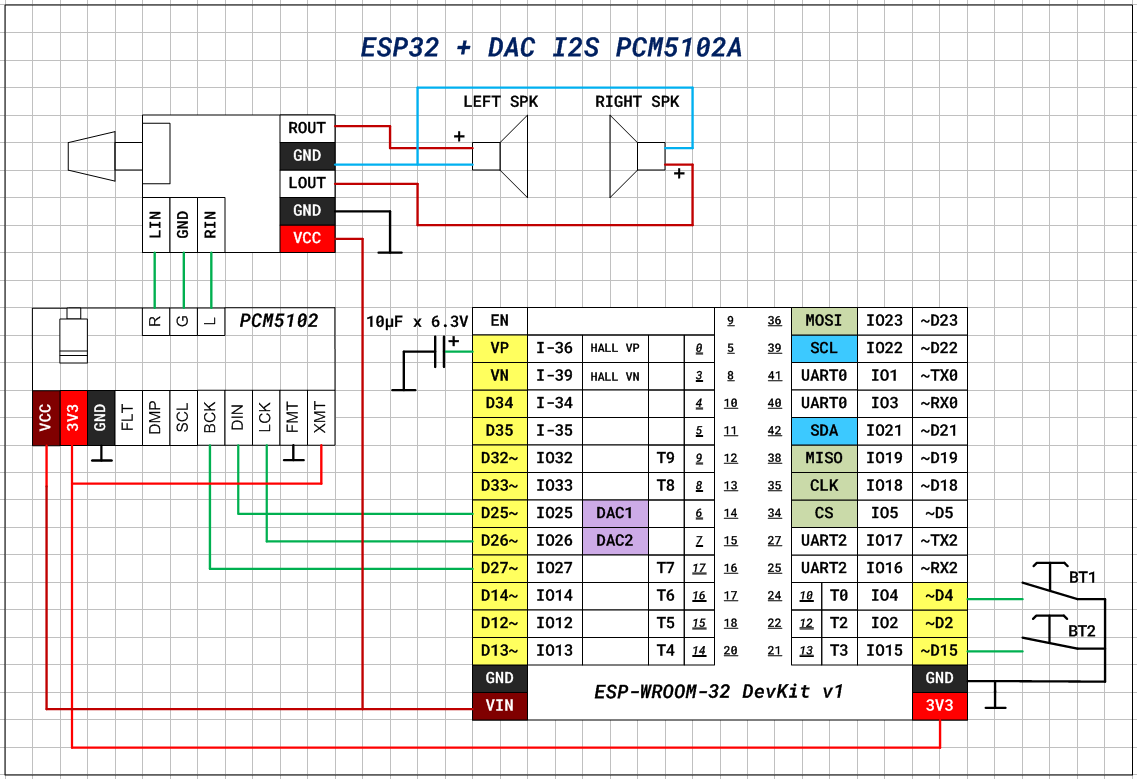 ESP32 + DAC I2S PCM5102A
LEFT SPK
RIGHT SPK
+
+
ROUT
GND
LOUT
GND
VCC
LIN
GND
RIN
R
G
L
PCM5102
VCC
3V3
GND
FLT
DMP
SCL
BCK
DIN
LCK
FMT
XMT
10µF x 6.3V
+
EN 9 36 MOSI IO23 ~D23
VP I-36 HALL VP 0 5 39 SCL IO22 ~D22
VN I-39 HALL VN 3 8 41 UART0 IO1 ~TX0
D34 I-34 4 10 40 UART0 IO3 ~RX0
D35 I-35 5 11 42 SDA IO21 ~D21
D32~ IO32 T9 9 12 38 MISO IO19 ~D19
D33~ IO33 T8 8 13 35 CLK IO18 ~D18
D25~ IO25 DAC1 6 14 34 CS IO5 ~D5
D26~ IO26 DAC2 7 15 27 UART2 IO17 ~TX2
D27~ IO27 T7 17 16 25 UART2 IO16 ~RX2
D14~ IO14 T6 16 17 24 10 T0 IO4 ~D4
D12~ IO12 T5 15 18 22 12 T2 IO2 ~D2
D13~ IO13 T4 14 20 21 13 T3 IO15 ~D15
GND ESP-WROOM-32 DevKit v1 GND
VIN 3V3
BT1
BT2